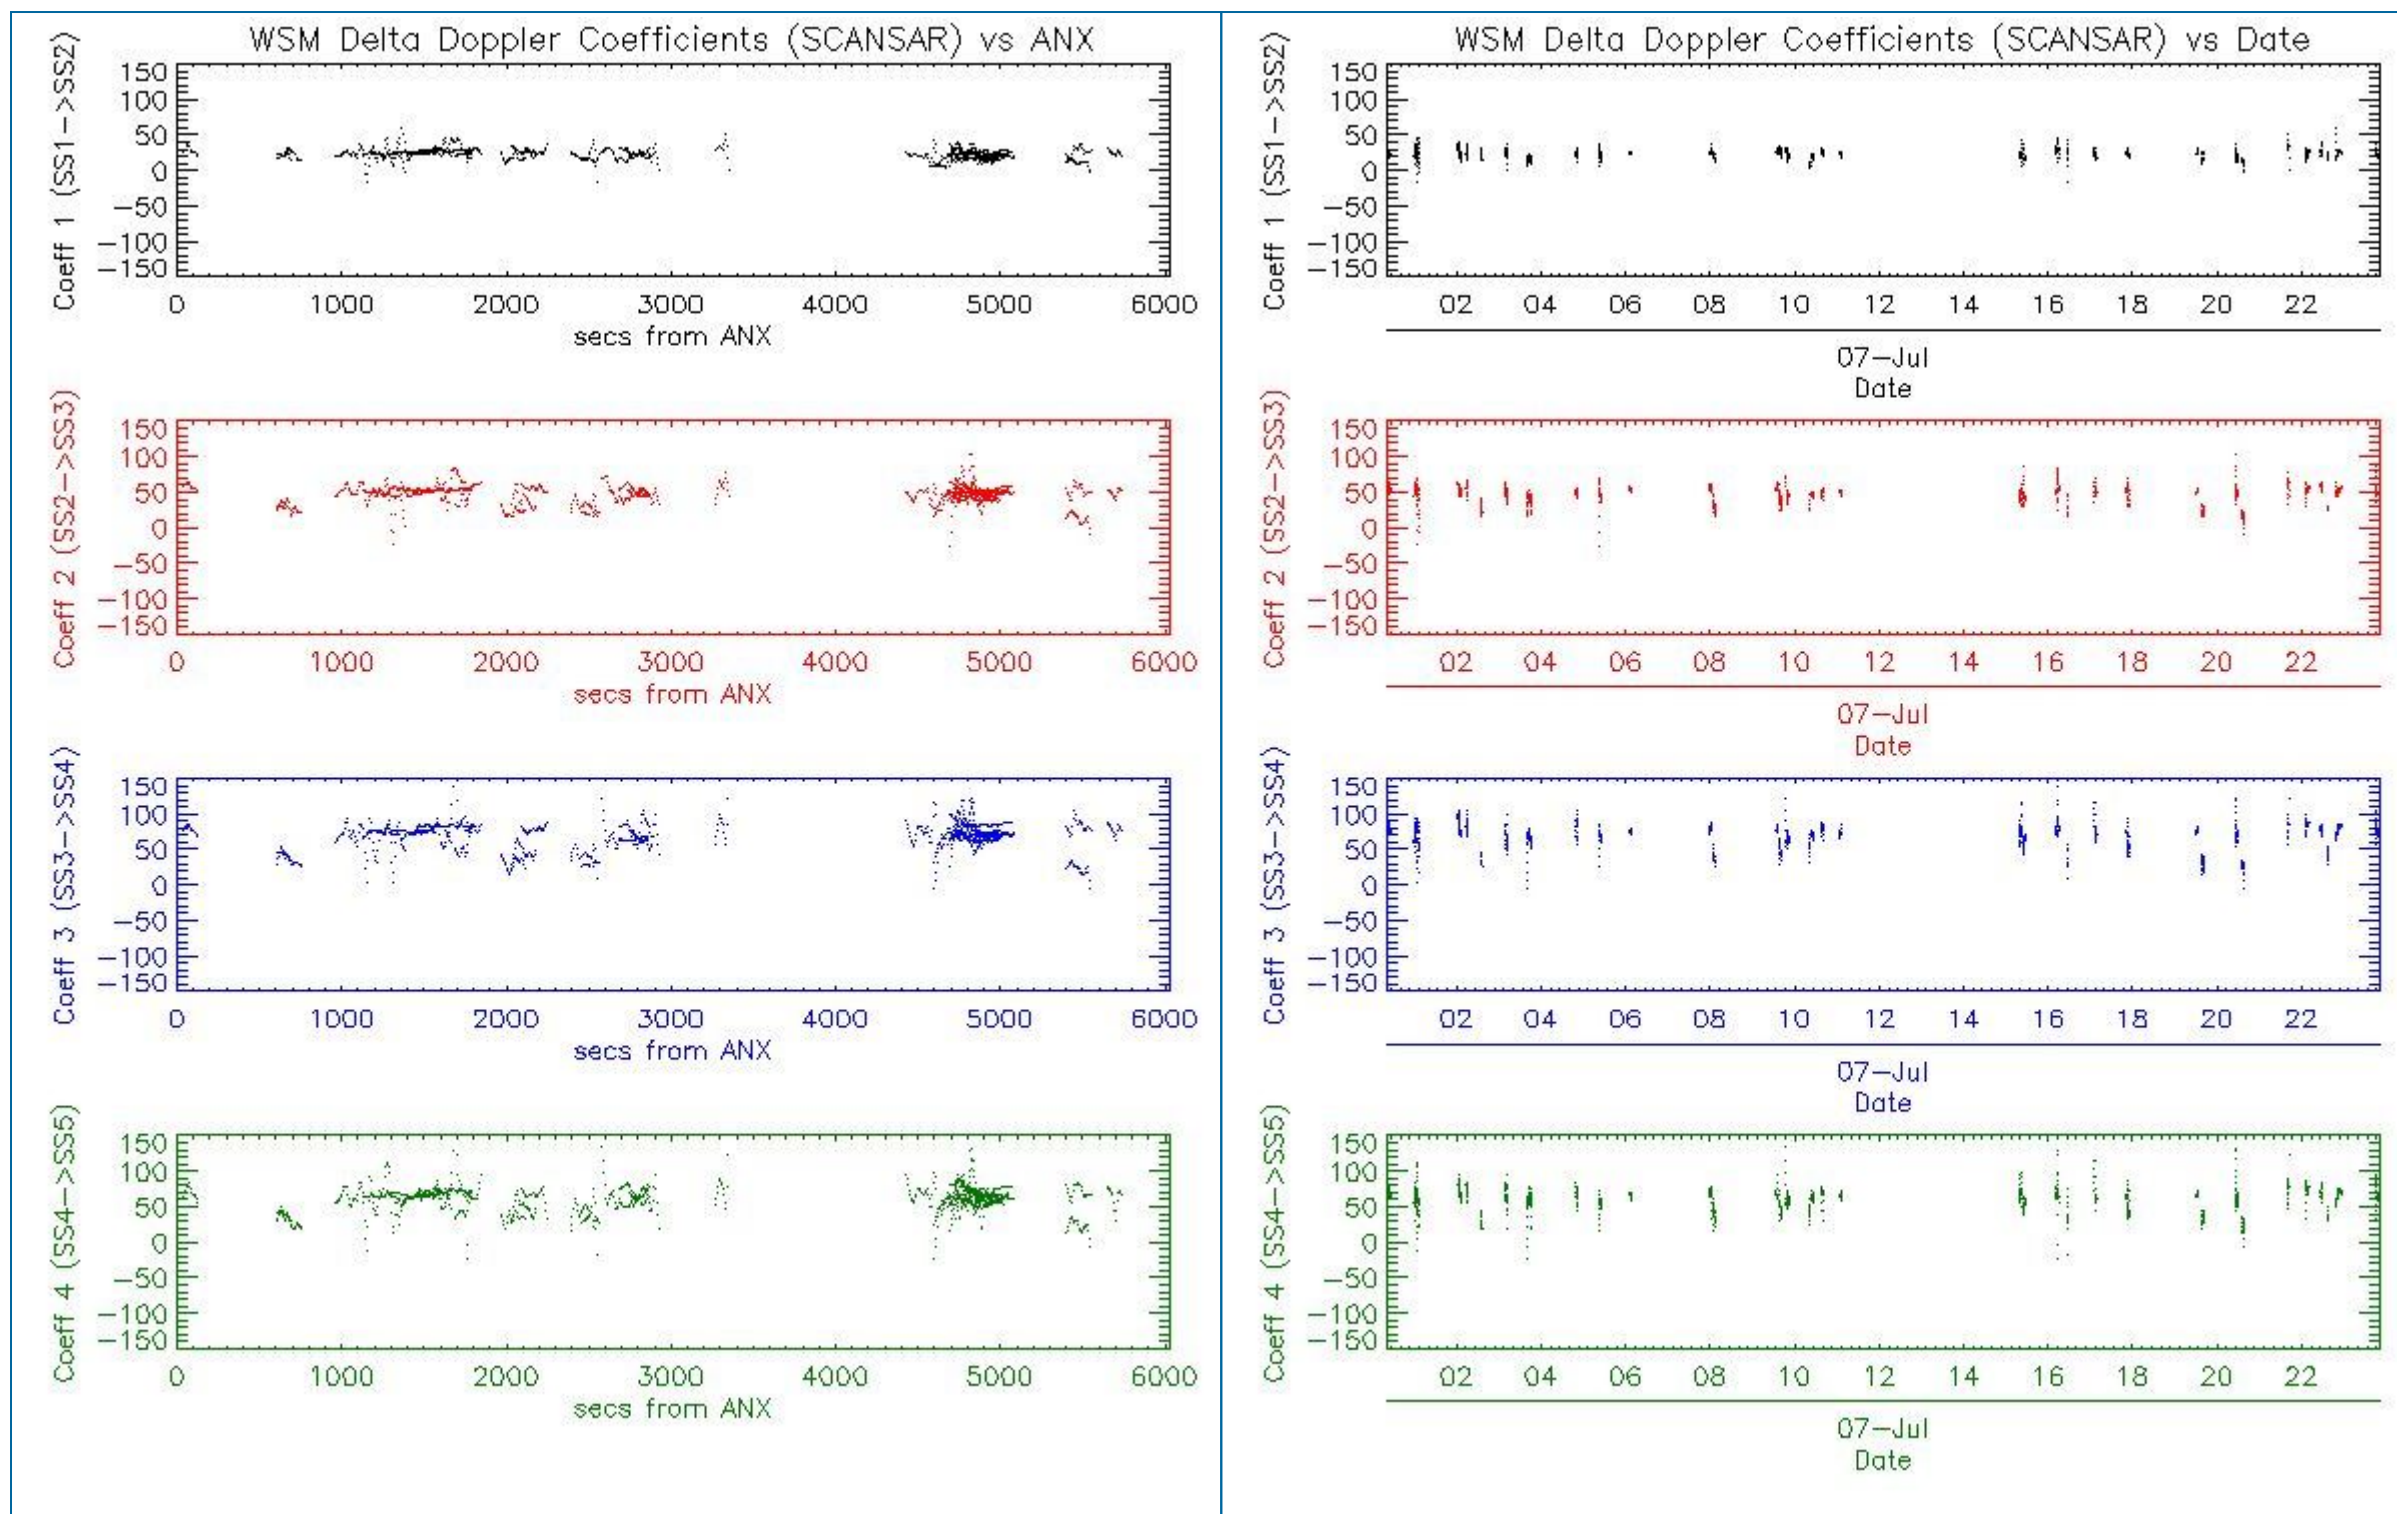 WSM Delta Doppler Coefficients (SCANSAR) vs ANX
Coeff 1 (SS1->SS2)
150
100
50
0
-50
-100
-150
0 1000 2000 3000 4000 5000 6000
secs from ANX
Coeff 2 (SS2->SS3)
150
100
50
0
-50
-100
-150
0 1000 2000 3000 4000 5000 6000
secs from ANX
Coeff 3 (SS3->SS4)
150
100
50
0
-50
-100
-150
0 1000 2000 3000 4000 5000 6000
secs from ANX
Coeff 4 (SS4->SS5)
150
100
50
0
-50
-100
-150
0 1000 2000 3000 4000 5000 6000
secs from ANX
WSM Delta Doppler Coefficients (SCANSAR) vs Date
Coeff 1 (SS1->SS2)
150
100
50
0
-50
-100
-150
02 04 06 08 10 12 14 16 18 20 22
07-Jul
Date
Coeff 2 (SS2->SS3)
150
100
50
0
-50
-100
-150
02 04 06 08 10 12 14 16 18 20 22
07-Jul
Date
Coeff 3 (SS3->SS4)
150
100
50
0
-50
-100
-150
02 04 06 08 10 12 14 16 18 20 22
07-Jul
Date
Coeff 4 (SS4->SS5)
150
100
50
0
-50
-100
-150
02 04 06 08 10 12 14 16 18 20 22
07-Jul
Date